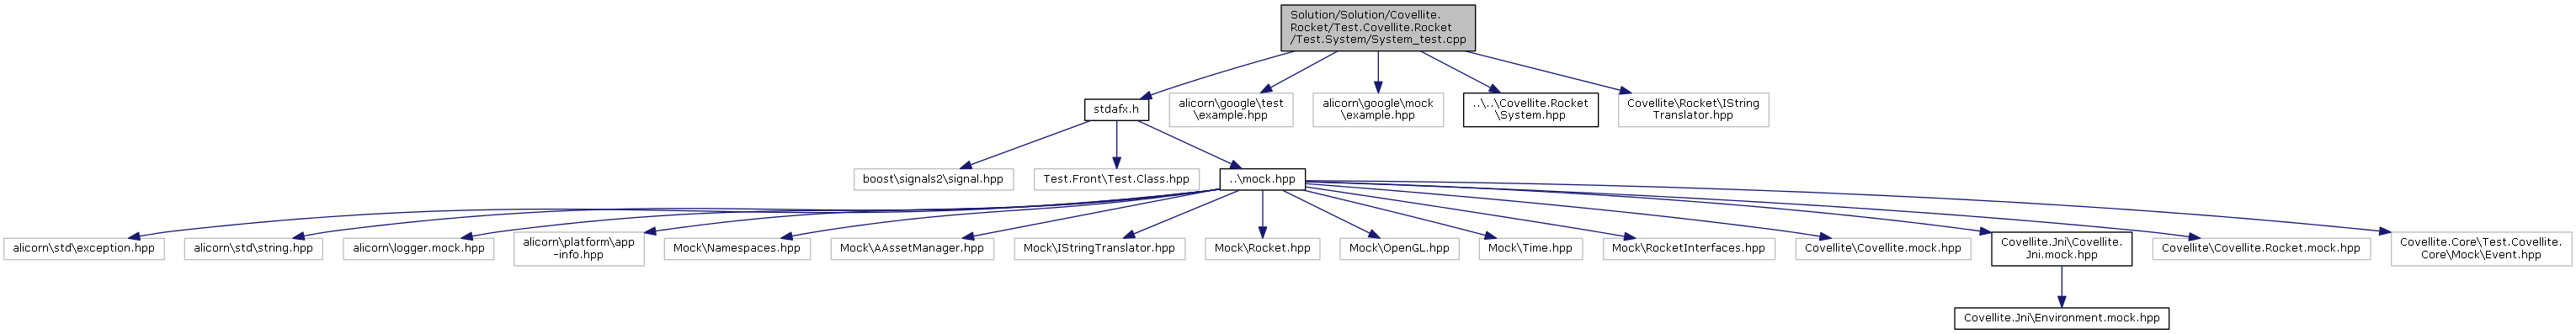 Solution/Solution/Covellite.
Rocket/Test.Covellite.Rocket
/Test.System/System_test.cpp
stdafx.h
alicorn\google\test
\example.hpp
alicorn\google\mock
\example.hpp
..\..\Covellite.Rocket
\System.hpp
Covellite\Rocket\IString
Translator.hpp
boost\signals2\signal.hpp
Test.Front\Test.Class.hpp
..\mock.hpp
alicorn\std\exception.hpp
alicorn\std\string.hpp
alicorn\logger.mock.hpp
alicorn\platform\app
-info.hpp
Mock\Namespaces.hpp
Mock\AAssetManager.hpp
Mock\IStringTranslator.hpp
Mock\Rocket.hpp
Mock\OpenGL.hpp
Mock\Time.hpp
Mock\RocketInterfaces.hpp
Covellite\Covellite.mock.hpp
Covellite.Jni\Covellite.
Jni.mock.hpp
Covellite\Covellite.Rocket.mock.hpp
Covellite.Core\Test.Covellite.
Core\Mock\Event.hpp
Covellite.Jni\Environment.mock.hpp